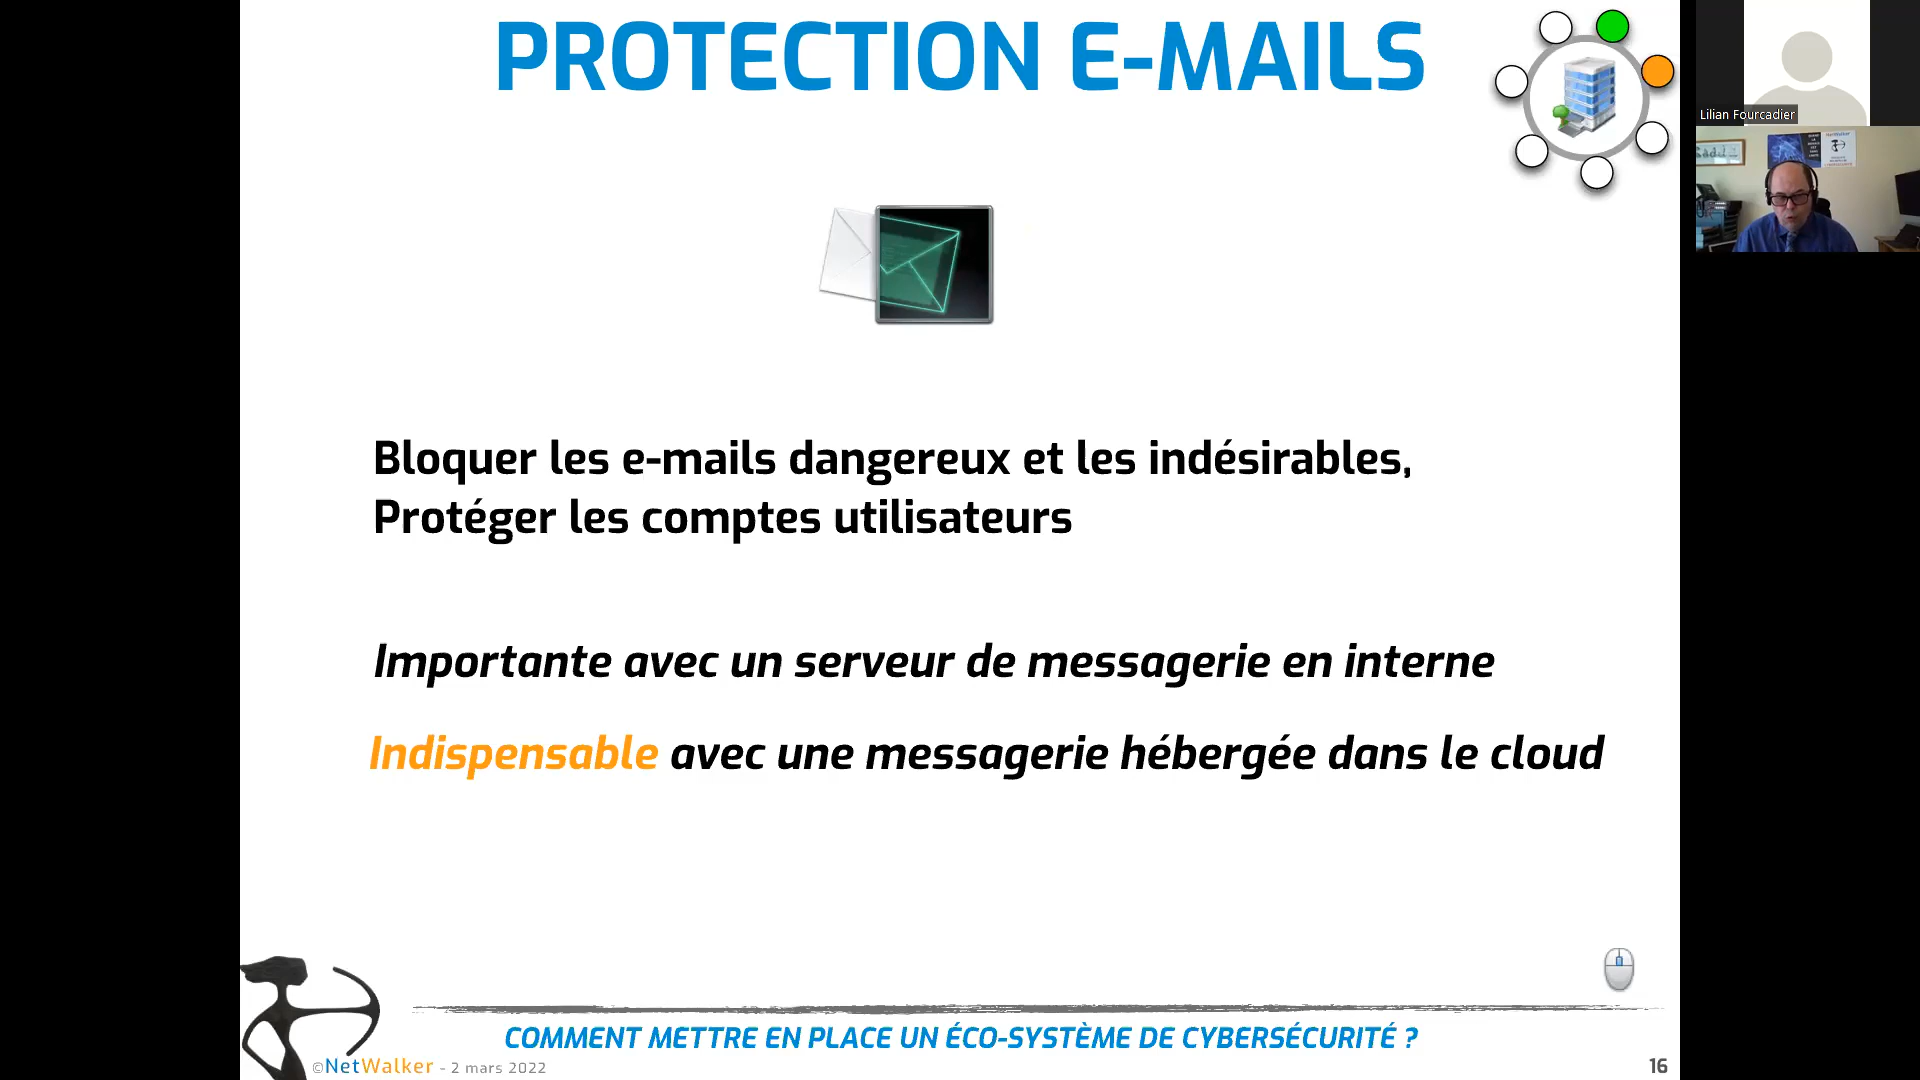 PROTECTION E-MAILS
Lilian Fourcadier
Bloquer les e-mails dangereux et les indésirables,
Protéger les comptes utilisateurs
Importante avec un serveur de messagerie en interne
Indispensable avec une messagerie hébergée dans le cloud
COMMENT METTRE EN PLACE UN ÉCO-SYSTÈME DE CYBERSÉCURITÉ ?
©NetWalker - 2 mars 2022
16